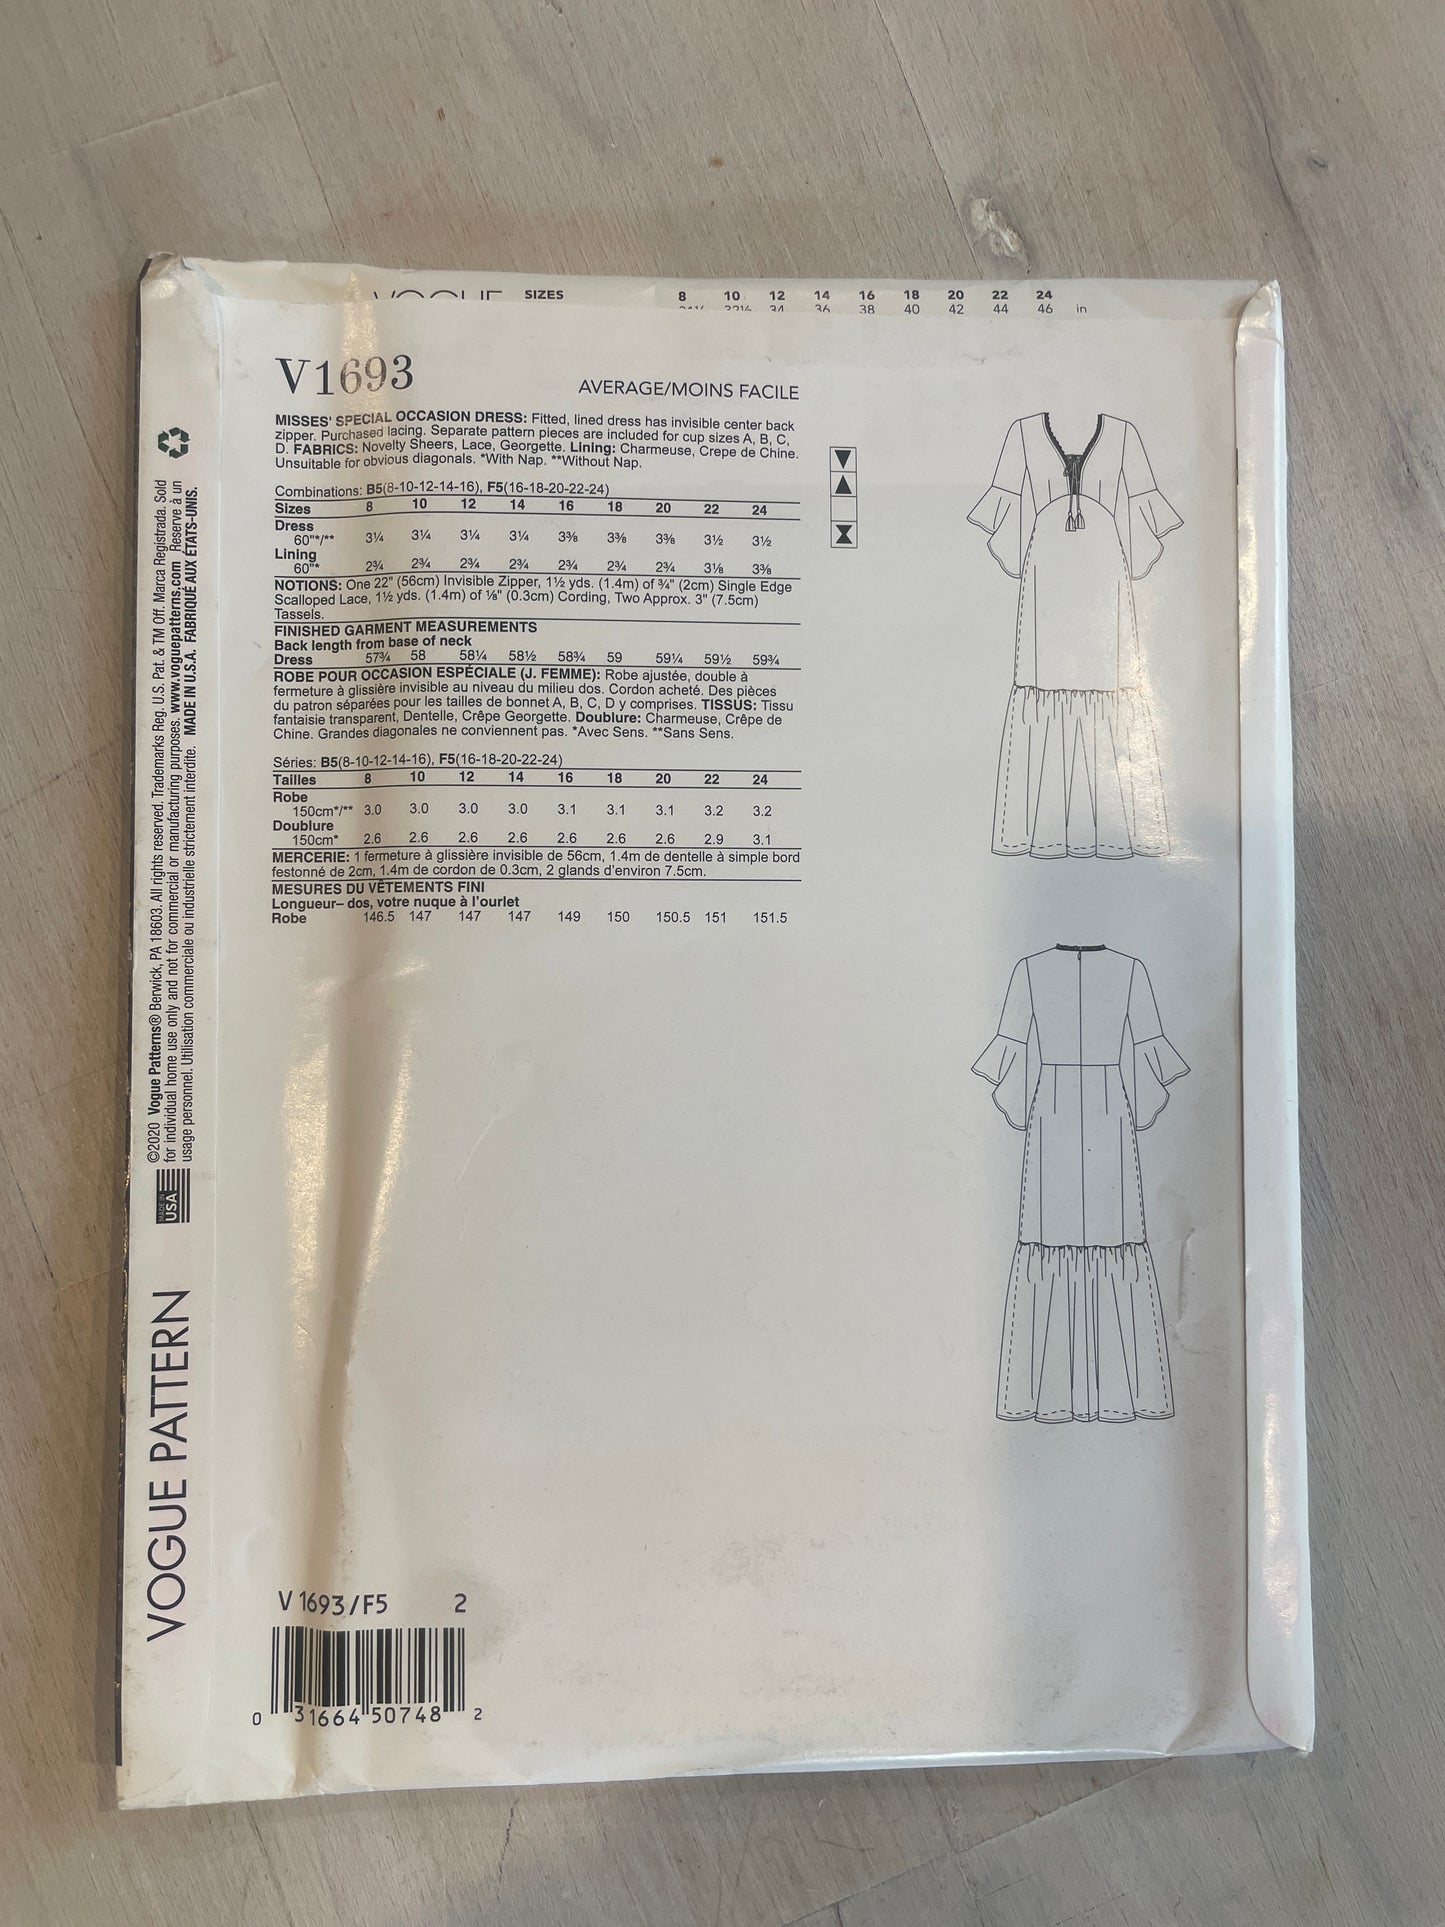 SIZES 8 10 12 14 16 18 20 22 24
34 36 38 40 42 44 46 in
V1693
AVERAGE/MOINS FACILE
MISSES' SPECIAL OCCASION DRESS: Fitted, lined dress has invisible center back
zipper. Purchased lacing. Separate pattern pieces are included for cup sizes A, B, C,
D. FABRICS: Novelty Sheers, Lace, Georgette. Lining: Charmeuse, Crepe de Chine.
Unsuitable for obvious diagonals. *With Nap. **Without Nap.
Combinations: B5(8-10-12-14-16), F5(16-18-20-22-24)
Sizes 8 10 12 14 16 18 20 22 24
Dress
60"*/** 3¼ 3¼ 3¼ 3¼ 3⅜ 3⅜ 3⅜ 3½ 3½
Lining
60"* 2¾ 2¾ 2¾ 2¾ 2¾ 2¾ 2¾ 3⅛ 3⅜
NOTIONS: One 22" (56cm) Invisible Zipper, 1½ yds. (1.4m) of ¾" (2cm) Single Edge
Scalloped Lace, 1½ yds. (1.4m) of ⅛" (0.3cm) Cording, Two Approx. 3" (7.5cm)
Tassels.
FINISHED GARMENT MEASUREMENTS
Back length from base of neck
Dress 57¾ 58 58¼ 58½ 58¾ 59 59¼ 59½ 59¾
ROBE POUR OCCASION ESPÉCIALE (J. FEMME): Robe ajustée, double à
fermeture à glissière invisible au niveau du milieu dos. Cordon acheté. Des pièces
du patron séparées pour les tailles de bonnet A, B, C, D y comprises. TISSUS: Tissu
fantaisie transparent, Dentelle, Crêpe Georgette. Doublure: Charmeuse, Crêpe de
Chine. Grandes diagonales ne conviennent pas. *Avec Sens. **Sans Sens.
Séries: B5(8-10-12-14-16), F5(16-18-20-22-24)
Tailles 8 10 12 14 16 18 20 22 24
Robe
150cm*/** 3.0 3.0 3.0 3.0 3.1 3.1 3.1 3.2 3.2
Doublure
150cm* 2.6 2.6 2.6 2.6 2.6 2.6 2.6 2.9 3.1
MERCERIE: 1 fermeture à glissière invisible de 56cm, 1.4m de dentelle à simple bord
festonné de 2cm, 1.4m de cordon de 0.3cm, 2 glands d'environ 7.5cm.
MESURES DU VÊTEMENTS FINI
Longueur– dos, votre nuque à l'ourlet
Robe 146.5 147 147 147 149 150 150.5 151 151.5
©2020 Vogue Patterns® Berwick, PA 18603. All rights reserved. Trademarks Reg. U.S. Pat. & TM Off. Marca Registrada. Sold
for individual home use only and not for commercial or manufacturing purposes. www.voguepatterns.com Reservé à un
usage personnel. Utilisation commerciale ou industrielle strictement interdite. MADE IN U.S.A. FABRIQUÉ AUX ÉTATS-UNIS.
MADE IN
USA
VOGUE PATTERN
V 1693/F5 2
0 31664 50748 2